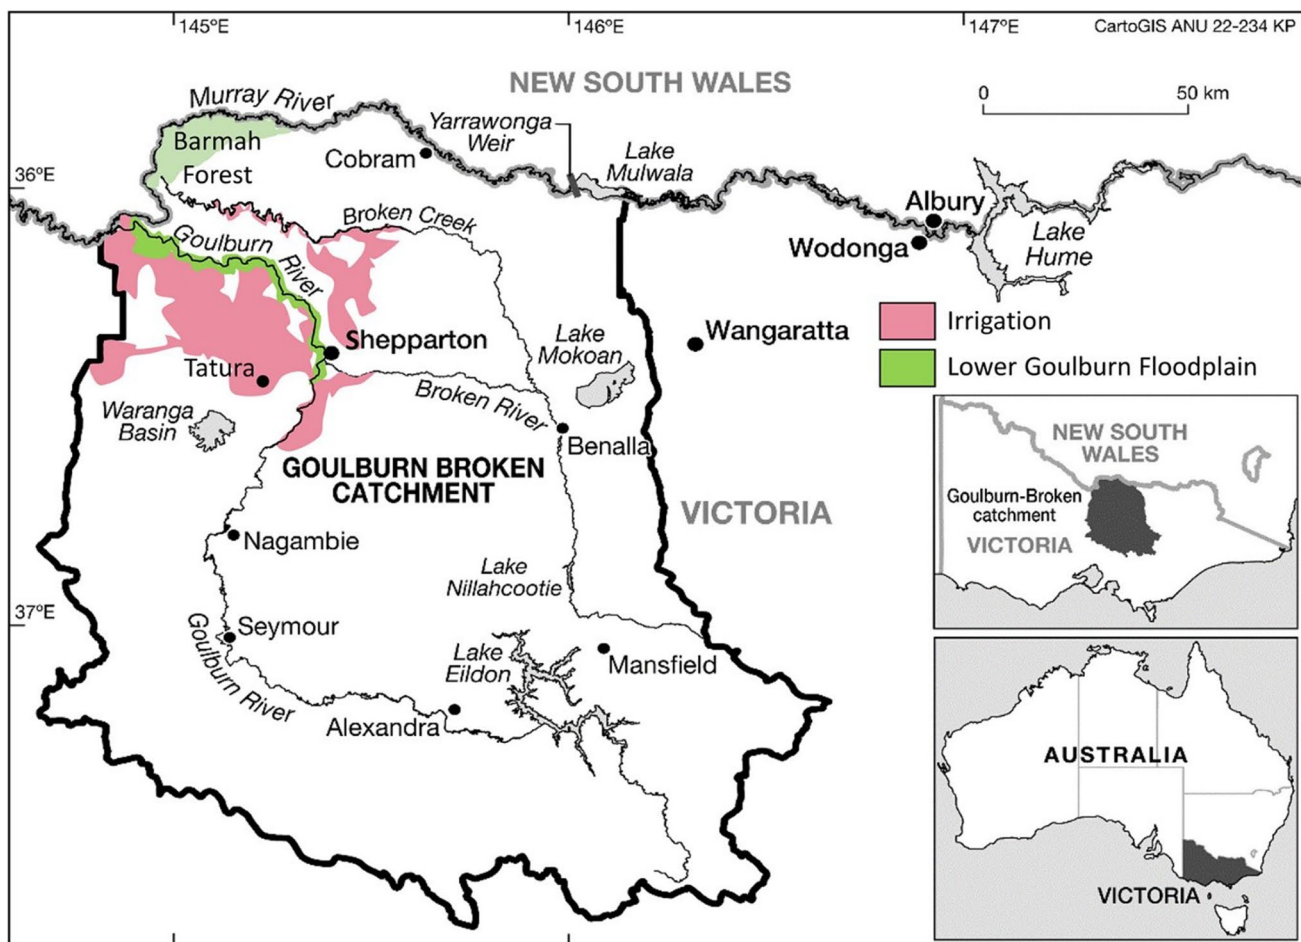 145ºE
146ºE
147ºE
CartoGIS ANU 22-234 KP
NEW SOUTH WALES
0
50 km
Murray River
Yarrawonga
Weir
Barmah
Forest
Cobram
Lake
Mulwala
36ºE
Albury
Broken Creek
Goulburn
River
Wodonga
Lake
Hume
Irrigation
Shepparton
Wangaratta
Lake
Mokoan
Lower Goulburn Floodplain
Tatura
Broken River
Waranga
Basin
Benalla
GOULBURN BROKEN
CATCHMENT
VICTORIA
NEW SOUTH
WALES
Goulburn-Broken
catchment
VICTORIA
Nagambie
Lake
Nillahcootie
37ºE
Seymour
Goulburn River
Lake
Eildon
Mansfield
Alexandra
AUSTRALIA
VICTORIA